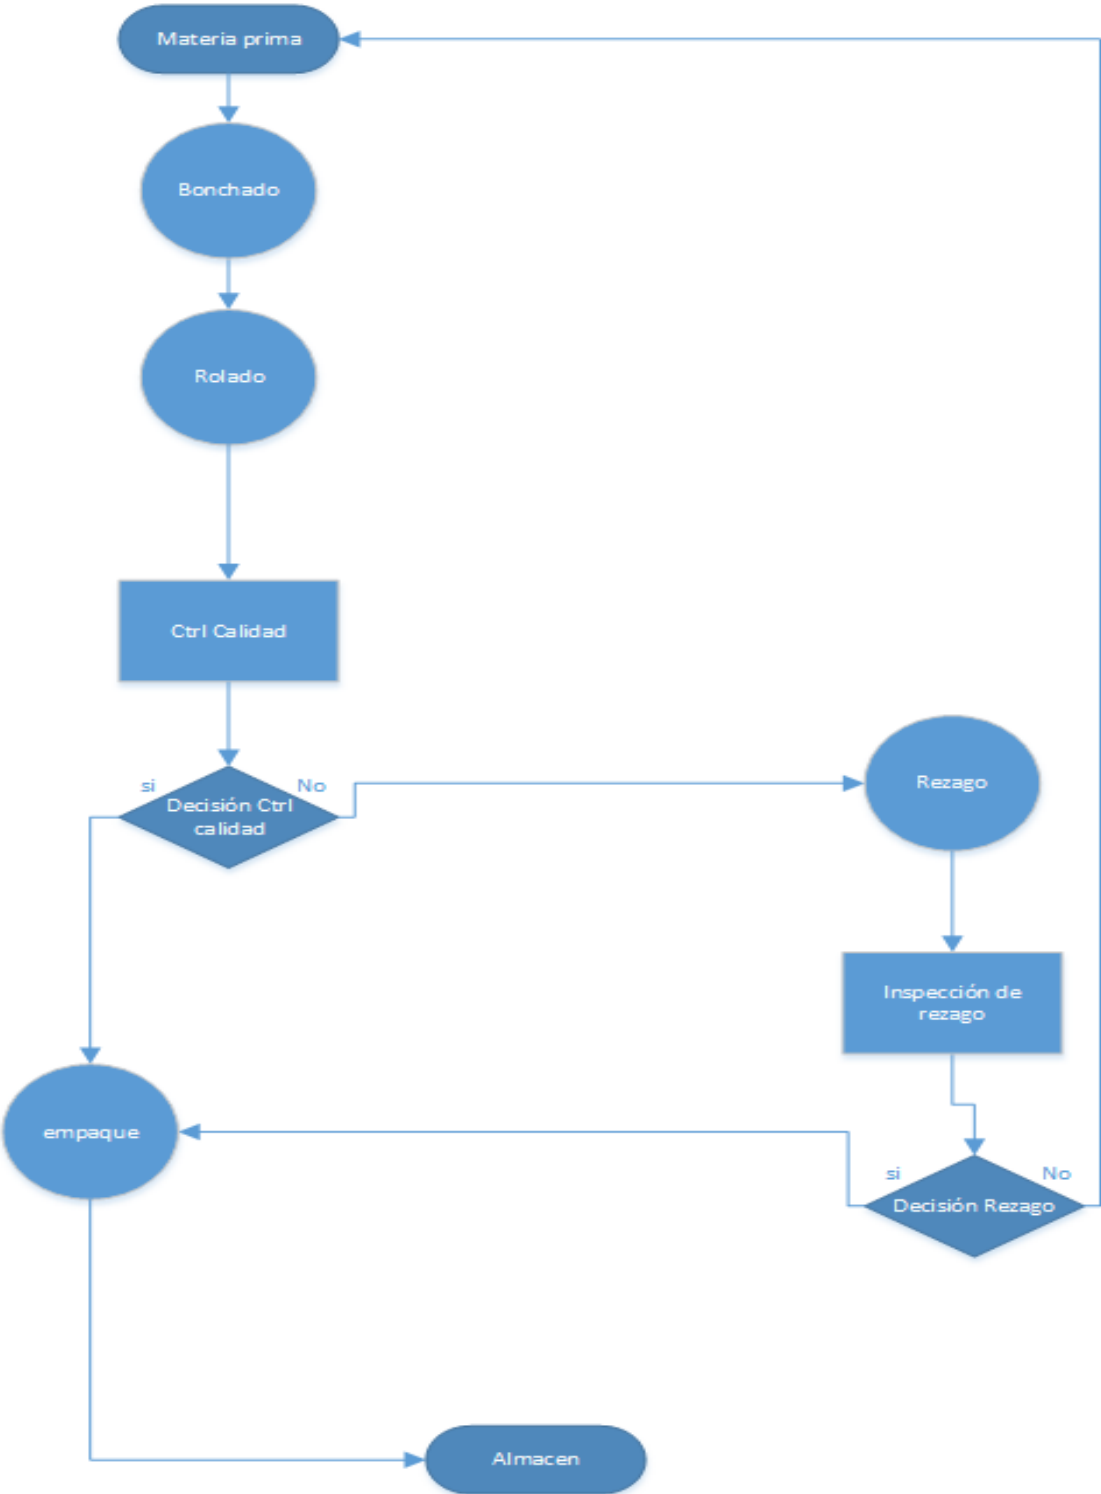 Materia prima
Bonchado
Rolado
Ctrl Calidad
si
No
Decisión Ctrl
calidad
Rezago
Inspección de
rezago
empaque
si
No
Decisión Rezago
Almacen